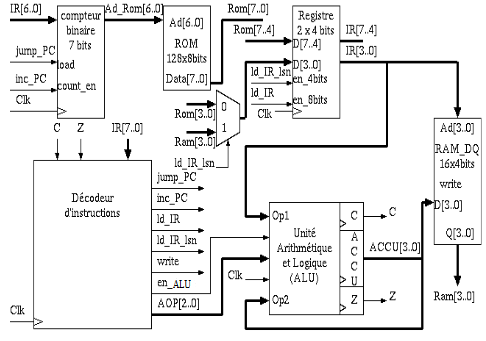 IR[6..0]
compteur
binaire
7 bits
jump_PC
load
inc_PC
count_en
Clk
Ad_Rom[6..0]
Ad[6..0]
ROM
128x8bits
Data[7..0]
Rom[7..0]
Rom[7..4]
Registre
2 x 4 bits
D[7..4]
D[3..0]
en_4bits
en_8bits
IR[7..4]
IR[3..0]
ld_IR_lsn
ld_IR
Clk
Rom[3..0]
Ram[3..0]
0
1
ld_IR_lsn
C
Z
IR[7..0]
Décodeur
d'instructions
jump_PC
inc_PC
ld_IR
ld_IR_lsn
write
en_ALU
AOP[2..0]
Clk
Op1
Unité
Arithmétique
et Logique
(ALU)
Clk
Op2
C
A
C
C
U
Z
C
ACCU[3..0]
Z
Ad[3..0]
RAM_DQ
16x4bits
write
D[3..0]
Q[3..0]
Ram[3..0]